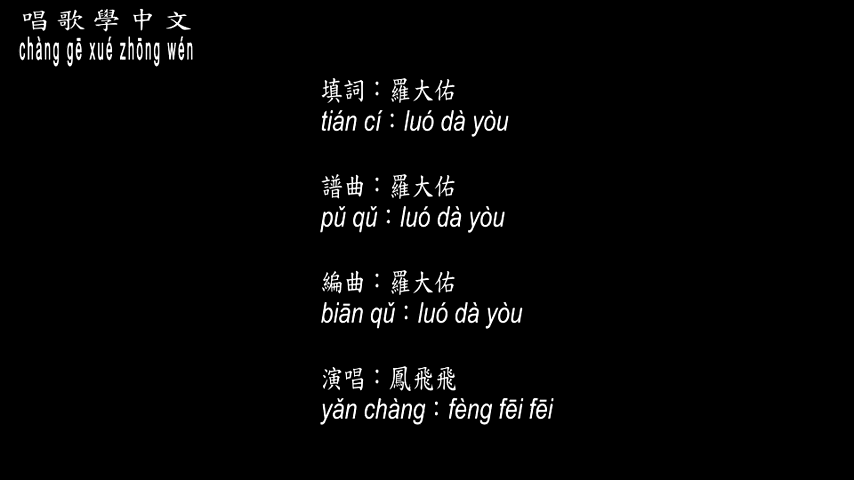 唱歌學中文
chàng gē xué zhōng wén
填詞：羅大佑
tián cí：luó dà yòu
譜曲：羅大佑
pǔ qǔ：luó dà yòu
編曲：羅大佑
biān qǔ：luó dà yòu
演唱：鳳飛飛
yǎn chàng：fèng fēi fēi